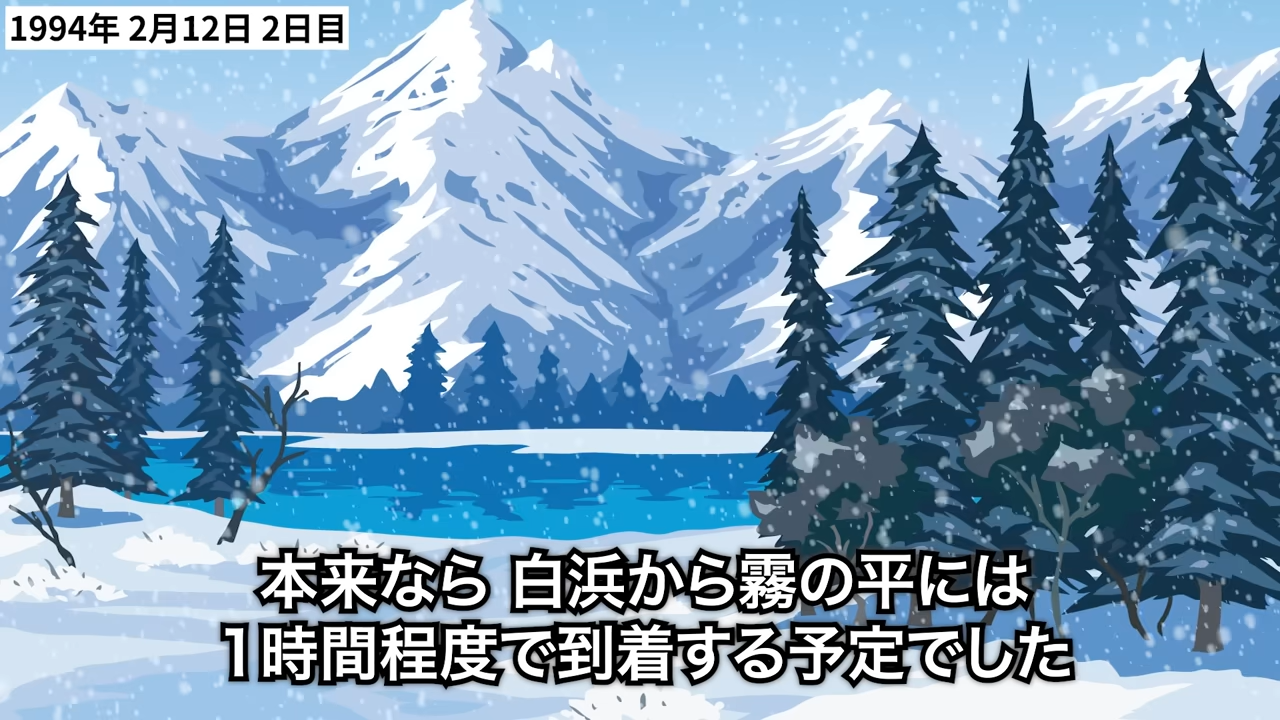 1994年 2月12日 2日目
本来なら 白浜から霧の平には
1時間程度で到着する予定でした